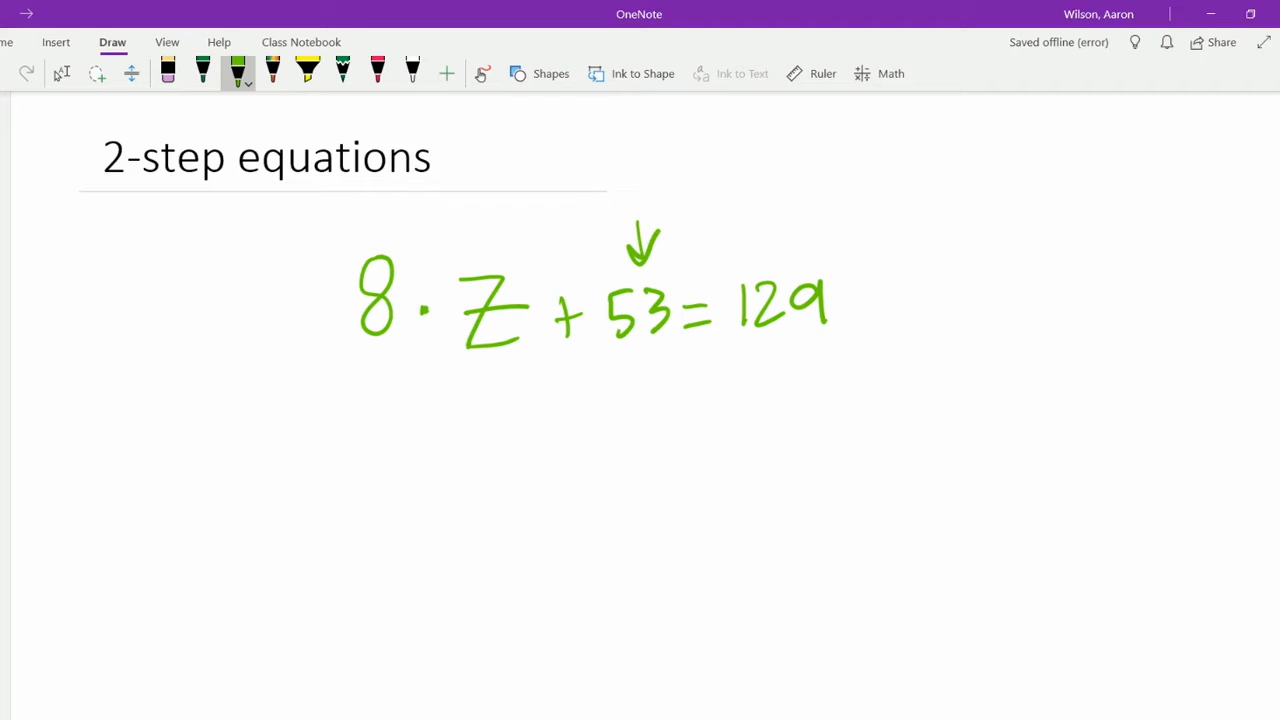 OneNote
Wilson, Aaron
me Insert Draw View Help Class Notebook
Saved offline (error) Share
Shapes Ink to Shape Ink to Text Ruler Math
2-step equations
8 · Z + 53 = 129